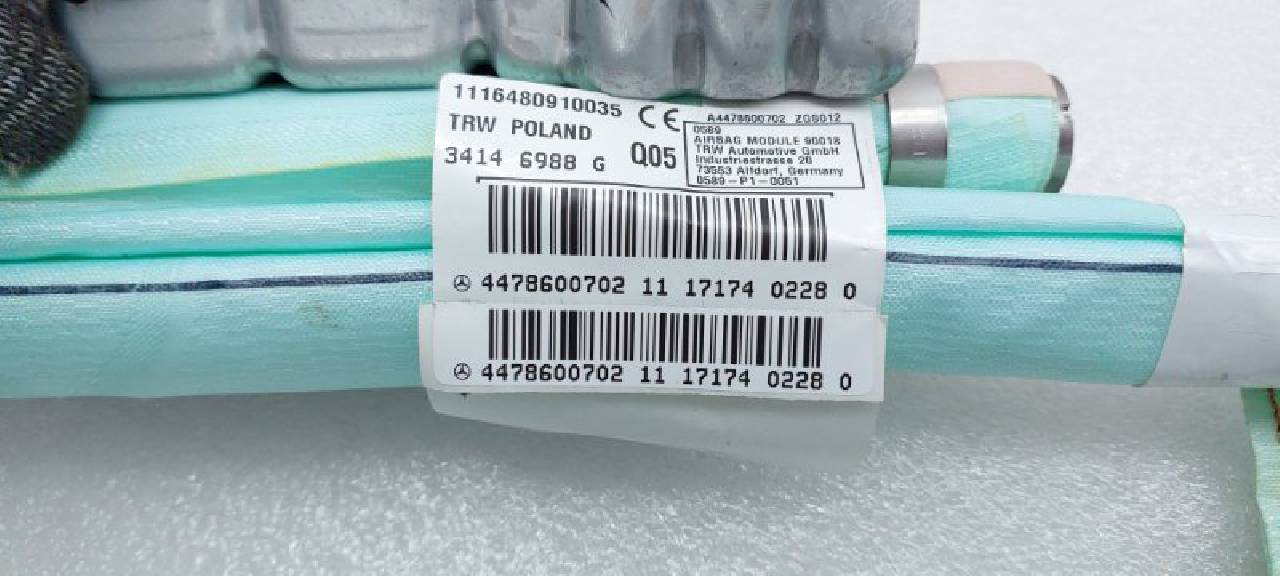 1116480910035
CE
TRW POLAND
3414 6988 G
Q05
A4478600702 ZGS012
0589
AIRBAG MODULE 90018
TRW Automotive GmbH
Industriestrasse 20
73553 Alfdorf, Germany
0589-P1-0051
4478600702 11 17174 0228 0
4478600702 11 17174 0228 0